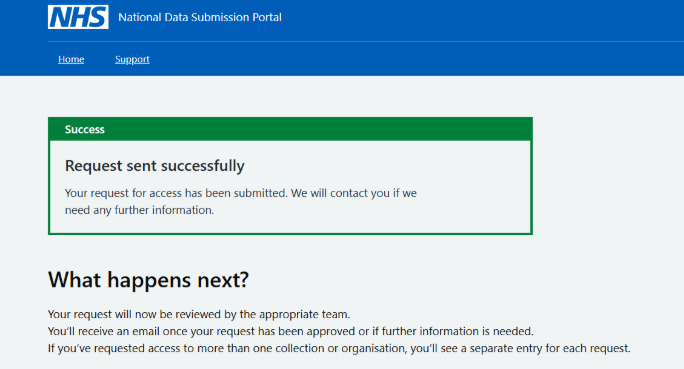 NHS National Data Submission Portal
Home Support
Success
Request sent successfully
Your request for access has been submitted. We will contact you if we
need any further information.
What happens next?
Your request will now be reviewed by the appropriate team.
You'll receive an email once your request has been approved or if further information is needed.
If you've requested access to more than one collection or organisation, you'll see a separate entry for each request.